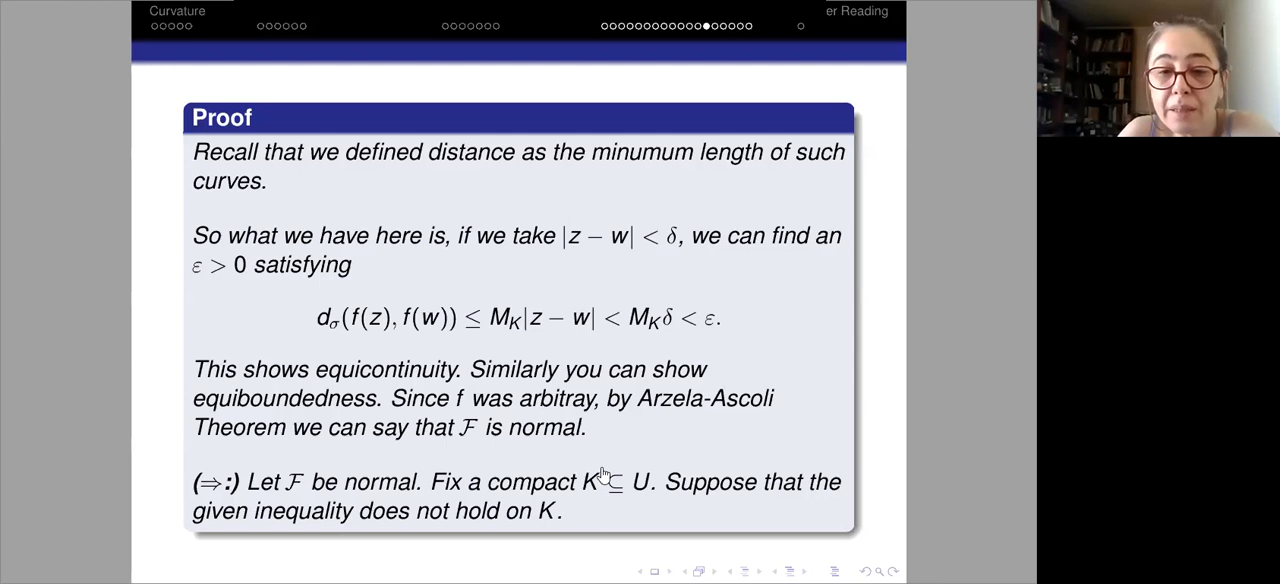 Curvature
er Reading
Proof
Recall that we defined distance as the minumum length of such
curves.
So what we have here is, if we take |z − w| < δ, we can find an
ε > 0 satisfying
d_σ(f(z), f(w)) ≤ M_K|z − w| < M_Kδ < ε.
This shows equicontinuity. Similarly you can show
equiboundedness. Since f was arbitray, by Arzela-Ascoli
Theorem we can say that ℱ is normal.
(⇒:) Let ℱ be normal. Fix a compact K ⊆ U. Suppose that the
given inequality does not hold on K.